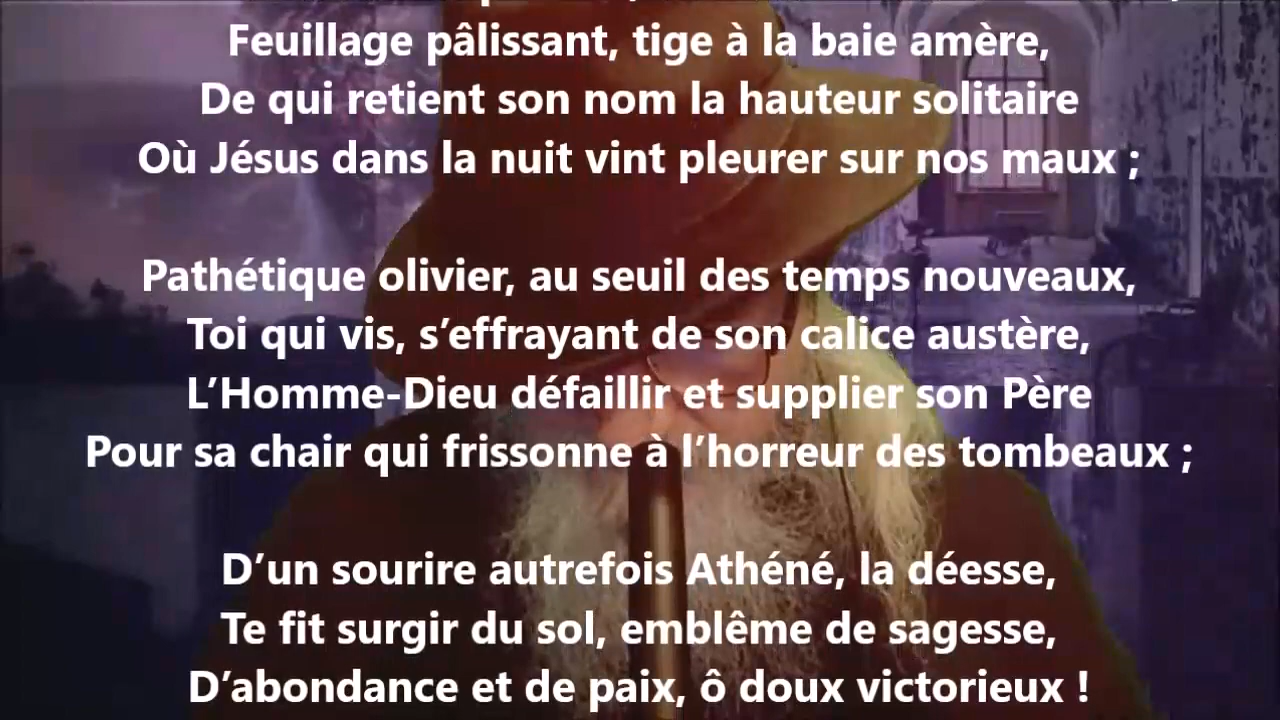 Feuillage pâlissant, tige à la baie amère,
De qui retient son nom la hauteur solitaire
Où Jésus dans la nuit vint pleurer sur nos maux ;
Pathétique olivier, au seuil des temps nouveaux,
Toi qui vis, s’effrayant de son calice austère,
L’Homme-Dieu défaillir et supplier son Père
Pour sa chair qui frissonne à l’horreur des tombeaux ;
D’un sourire autrefois Athéné, la déesse,
Te fit surgir du sol, emblême de sagesse,
D’abondance et de paix, ô doux victorieux !